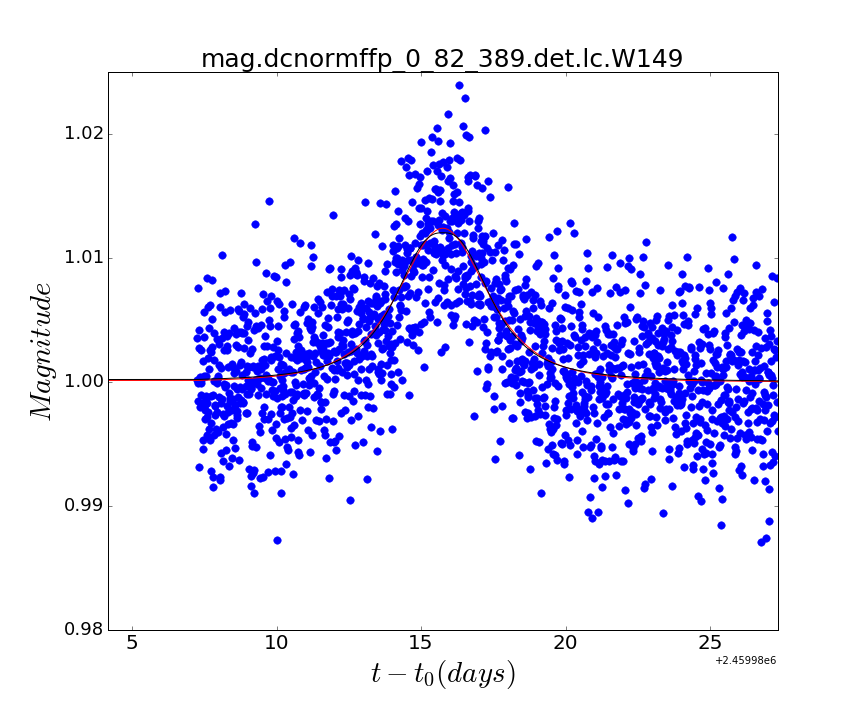 mag.dcnormffp_0_82_389.det.lc.W149
Magnitude
1.02
1.01
1.00
0.99
0.98
5 10 15 20 25
+2.45998e6
t − t₀(days)